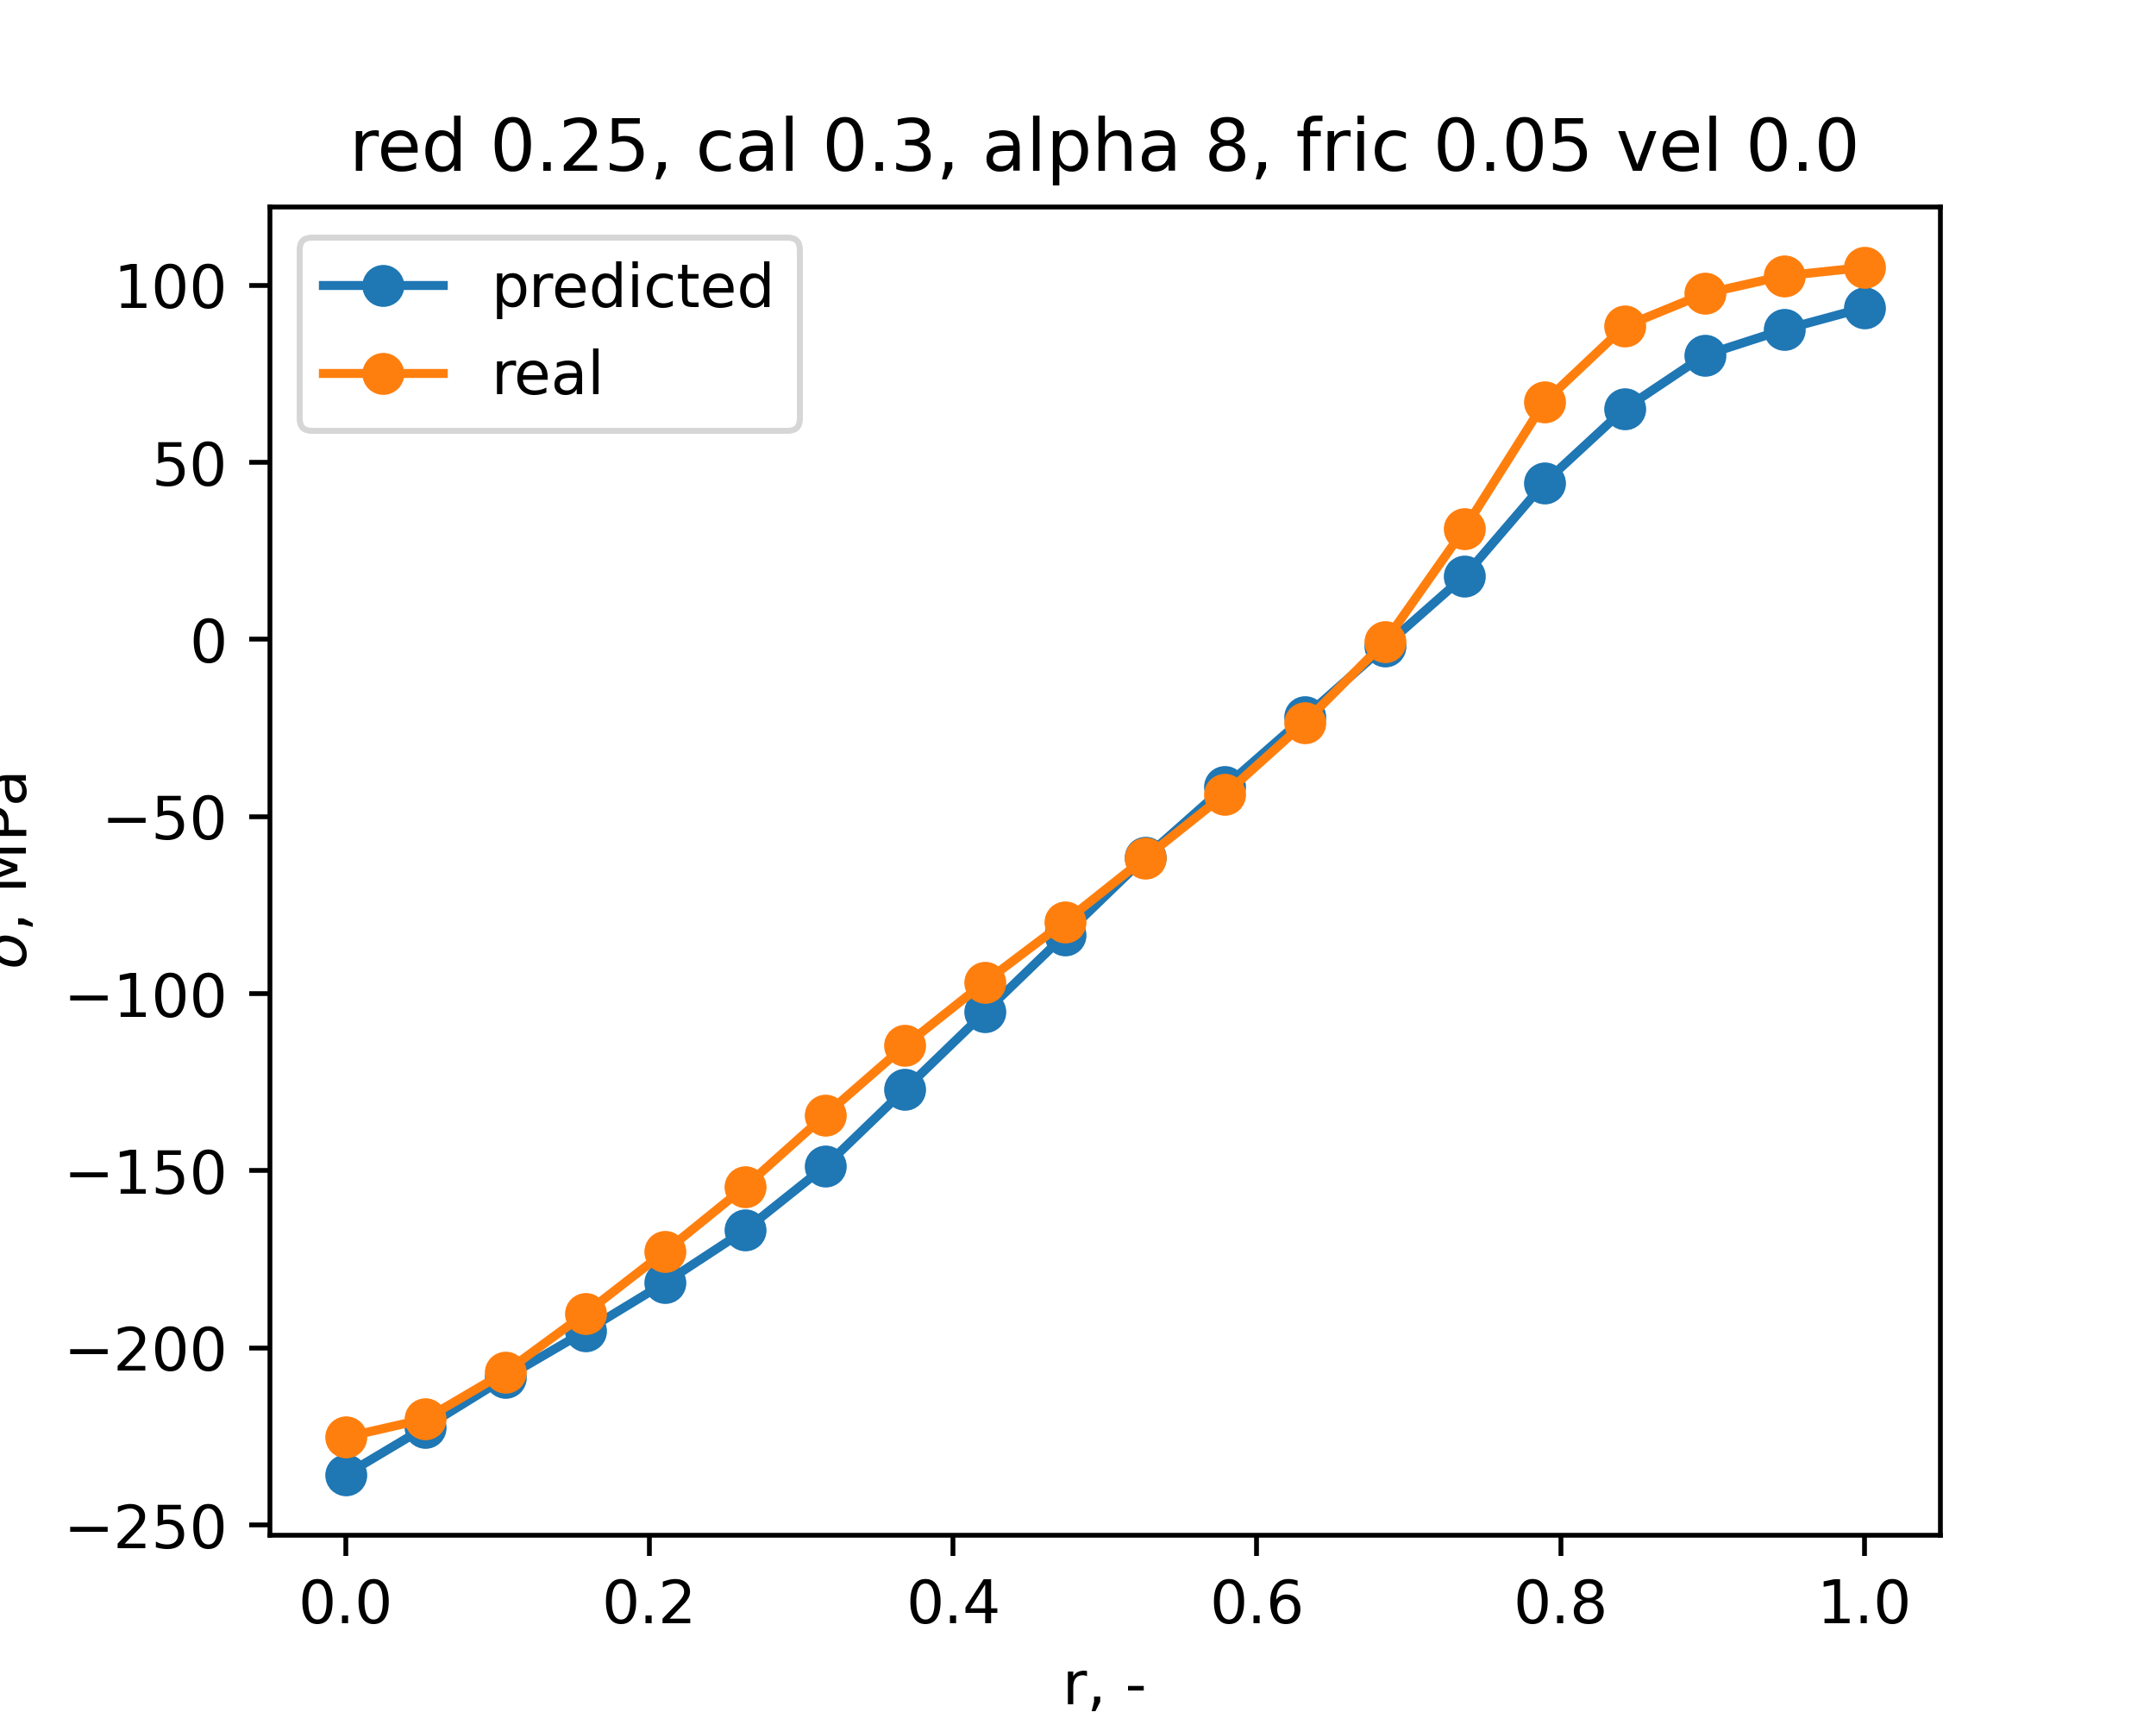 red 0.25, cal 0.3, alpha 8, fric 0.05 vel 0.0
predicted
real
100
50
0
−50
−100
−150
−200
−250
σ, MPa
0.0 0.2 0.4 0.6 0.8 1.0
r, -